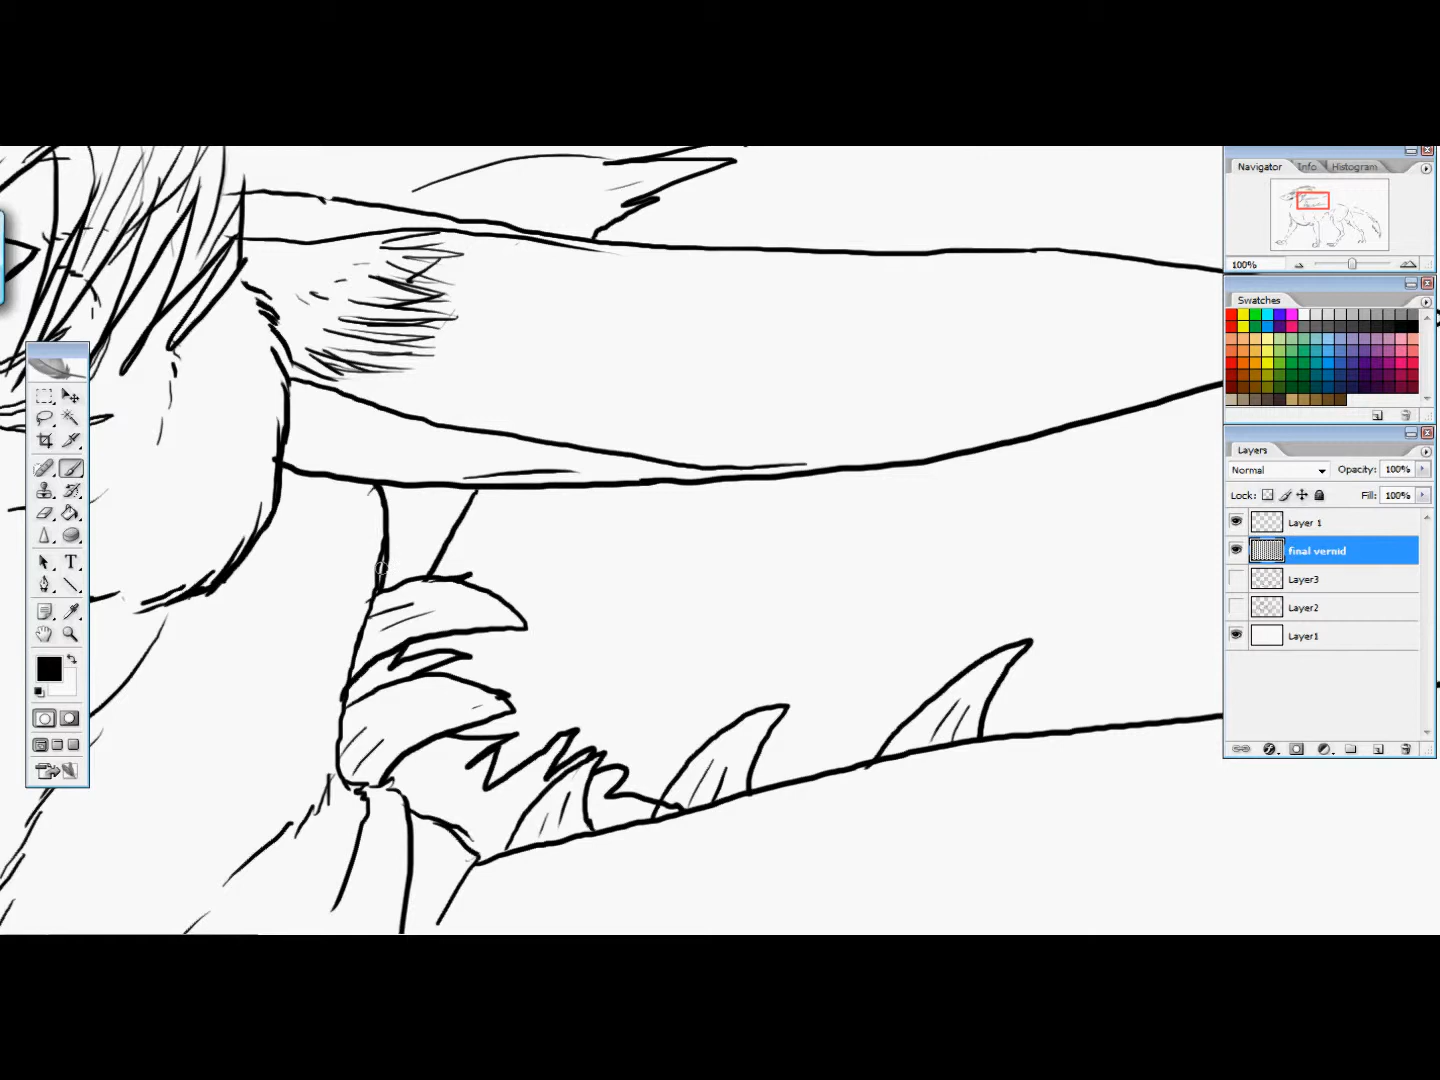 Navigator Info Histogram
100%
Swatches
Layers
Normal Opacity: 100%
Lock: Fill: 100%
Layer 1
final vernid
Layer3
Layer2
Layer1
T